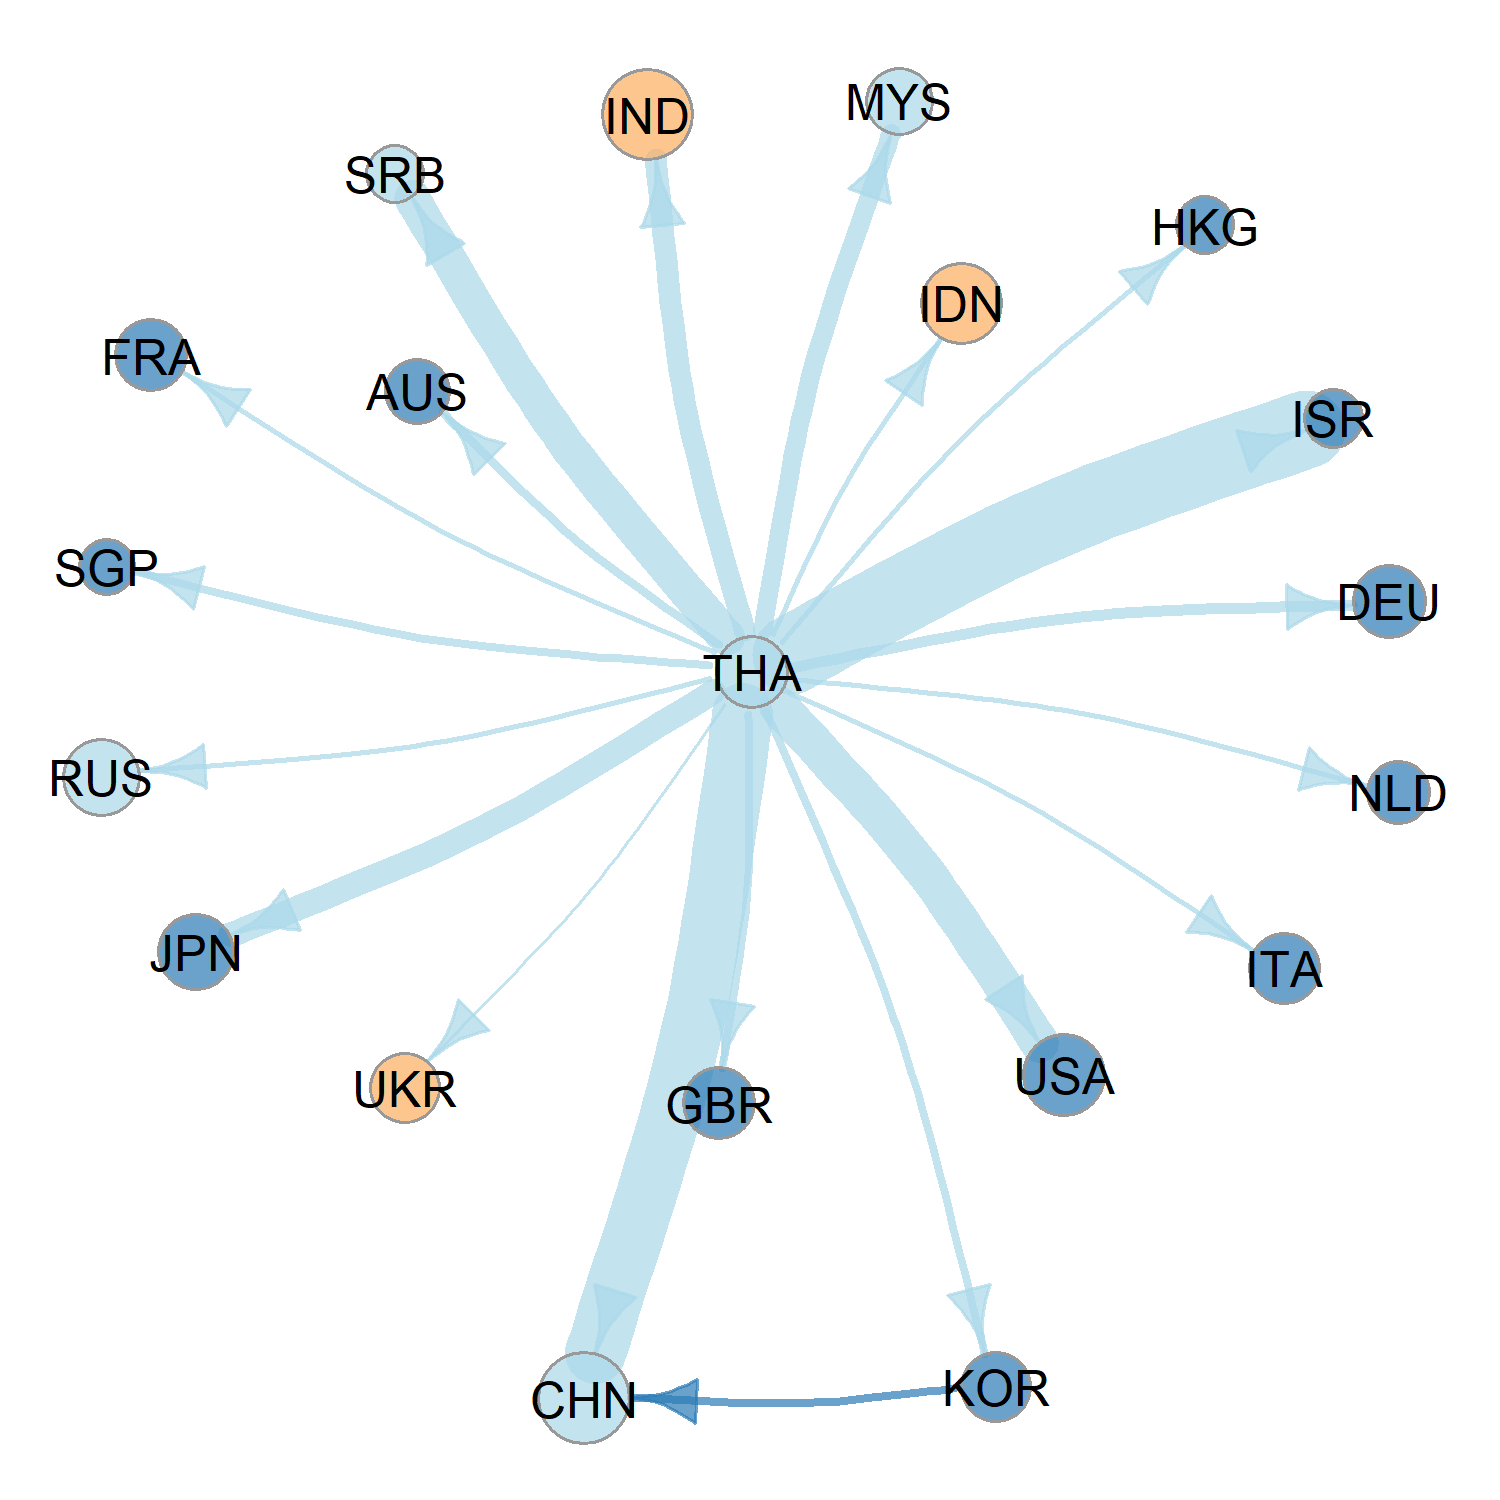 MYS
IND
SRB
HKG
IDN
FRA
AUS
ISR
SGP
DEU
THA
RUS
NLD
JPN
ITA
UKR
GBR
USA
CHN
KOR